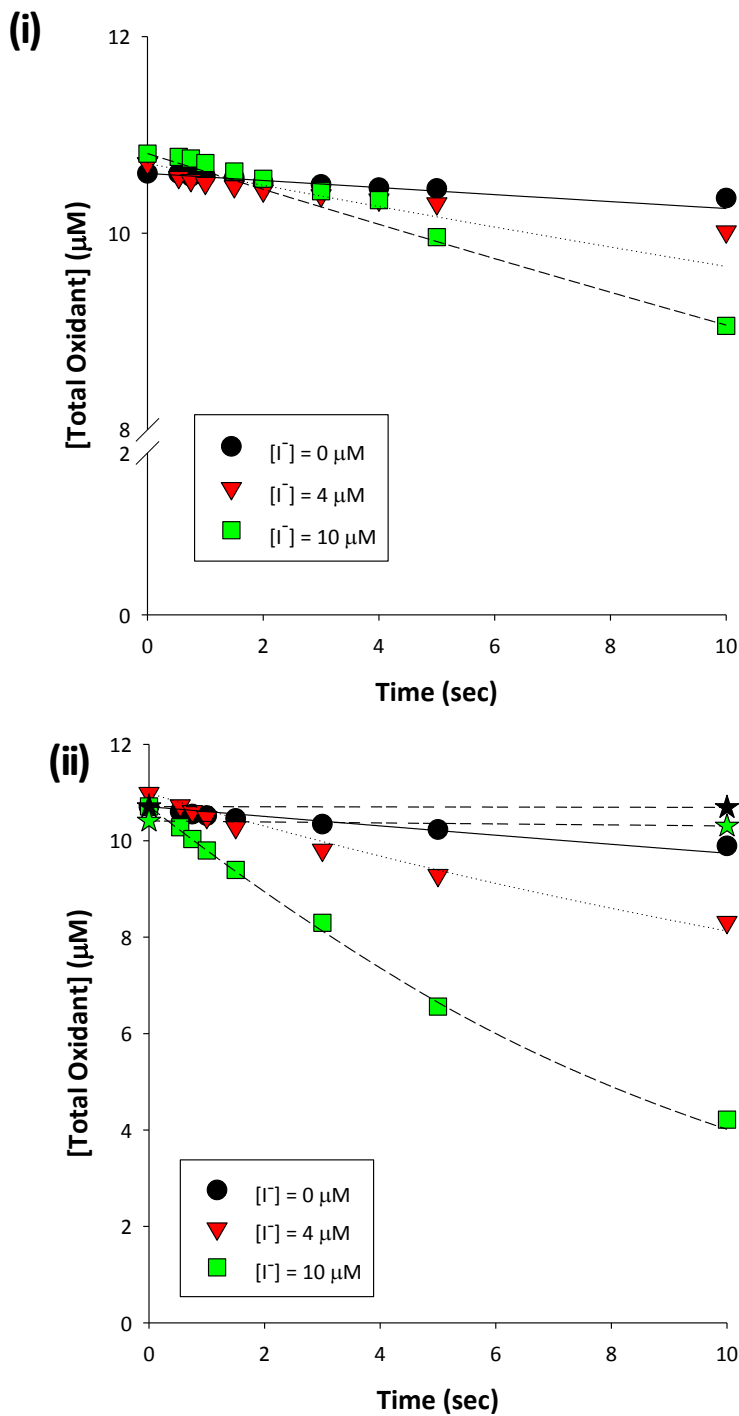 (i)
12
10
8
2
0
[Total Oxidant] (μM)
[I⁻] = 0 μM
[I⁻] = 4 μM
[I⁻] = 10 μM
0 2 4 6 8 10
Time (sec)
(ii)
12
10
8
6
4
2
0
[Total Oxidant] (μM)
[I⁻] = 0 μM
[I⁻] = 4 μM
[I⁻] = 10 μM
0 2 4 6 8 10
Time (sec)